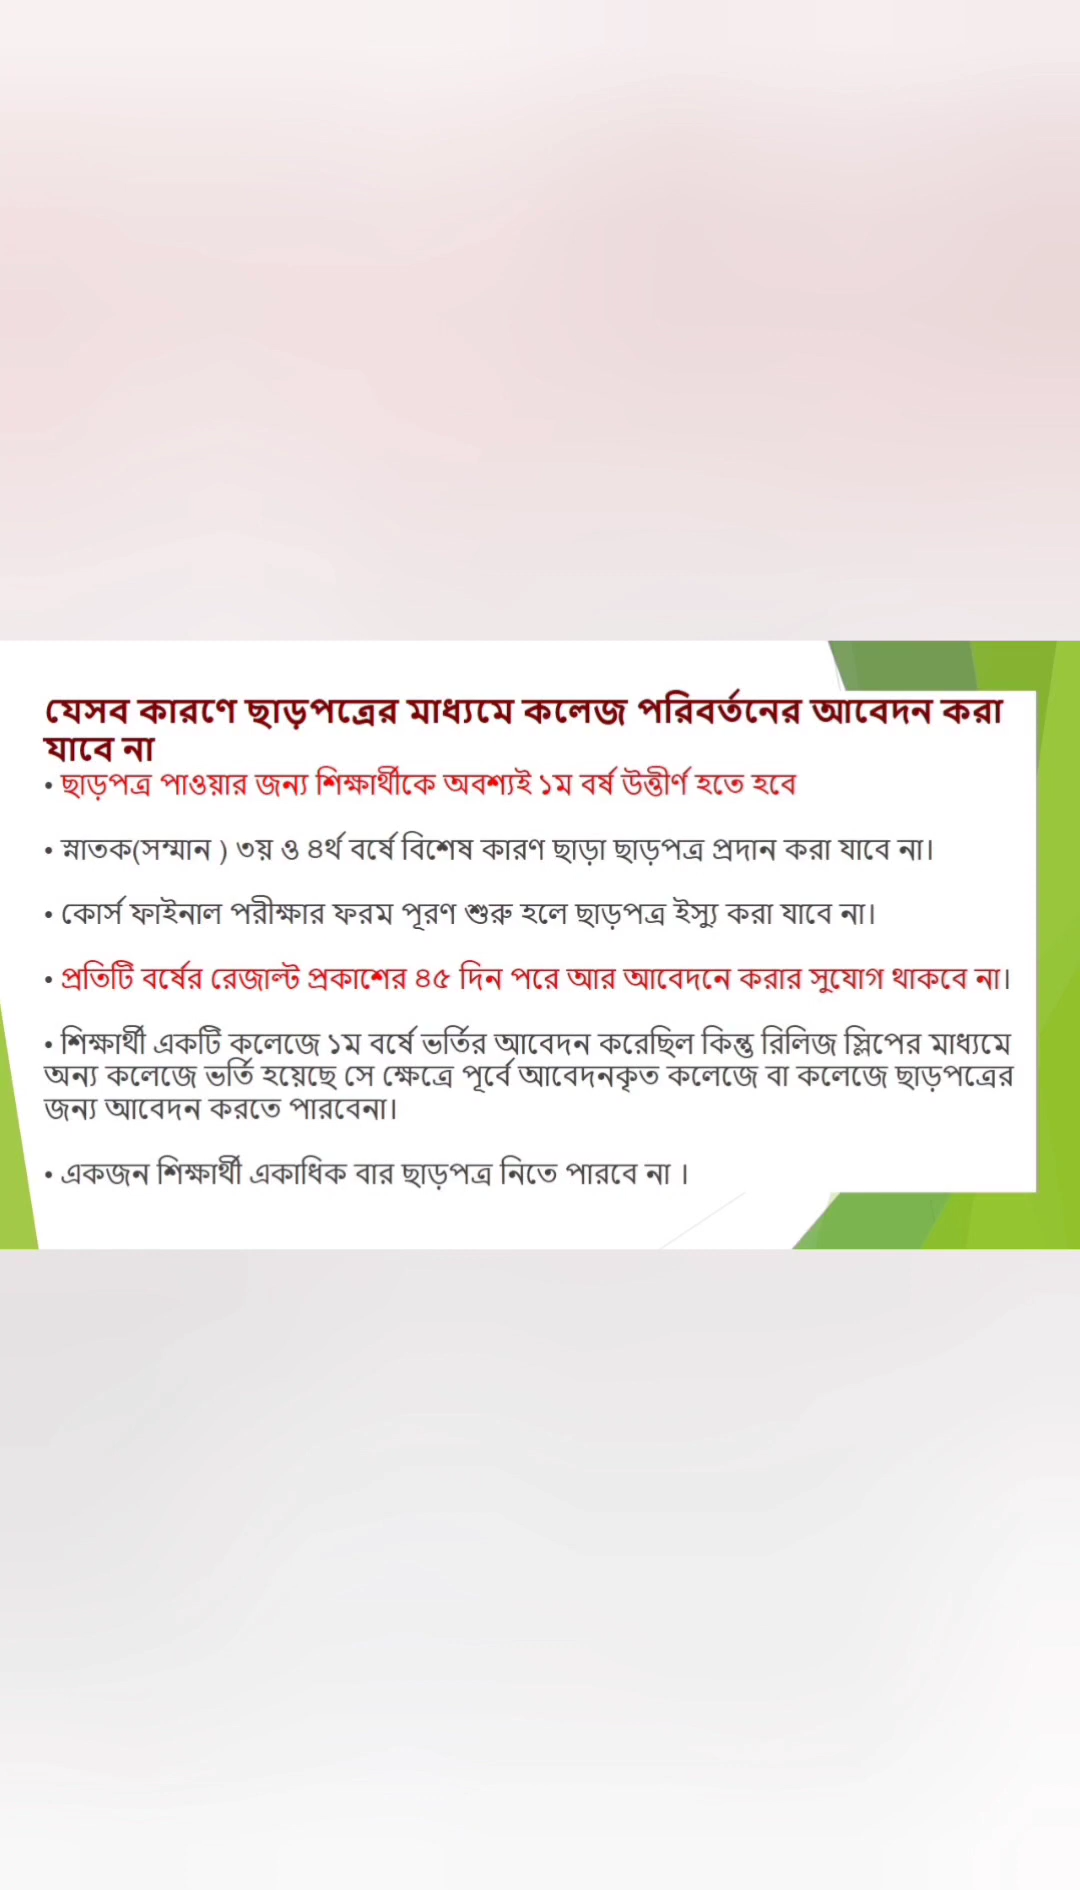 যেসব কারণে ছাড়পত্রের মাধ্যমে কলেজ পরিবর্তনের আবেদন করা
যাবে না
• ছাড়পত্র পাওয়ার জন্য শিক্ষার্থীকে অবশ্যই ১ম বর্ষ উত্তীর্ণ হতে হবে
• স্নাতক(সম্মান ) ৩য় ও ৪র্থ বর্ষে বিশেষ কারণ ছাড়া ছাড়পত্র প্রদান করা যাবে না।
• কোর্স ফাইনাল পরীক্ষার ফরম পূরণ শুরু হলে ছাড়পত্র ইস্যু করা যাবে না।
• প্রতিটি বর্ষের রেজাল্ট প্রকাশের ৪৫ দিন পরে আর আবেদনে করার সুযোগ থাকবে না।
• শিক্ষার্থী একটি কলেজে ১ম বর্ষে ভর্তির আবেদন করেছিল কিন্তু রিলিজ স্লিপের মাধ্যমে
অন্য কলেজে ভর্তি হয়েছে সে ক্ষেত্রে পূর্বে আবেদনকৃত কলেজে বা কলেজে ছাড়পত্রের
জন্য আবেদন করতে পারবেনা।
• একজন শিক্ষার্থী একাধিক বার ছাড়পত্র নিতে পারবে না ।